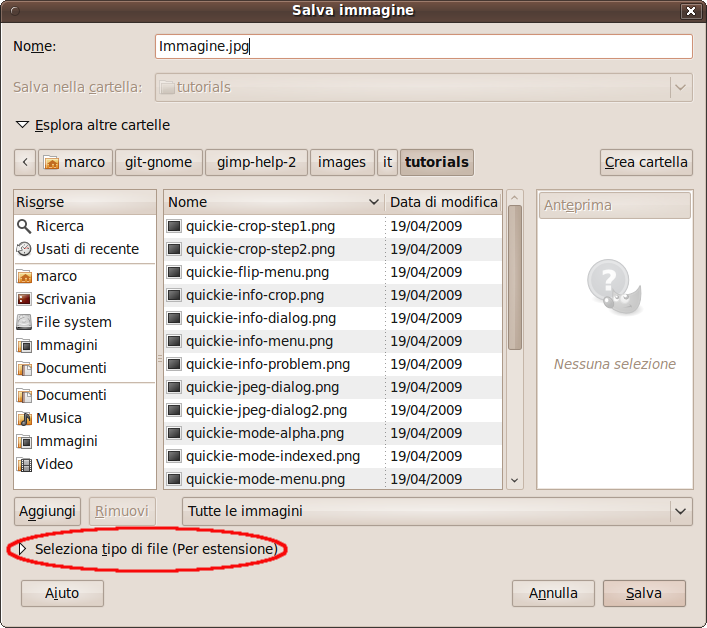 Salva immagine
Nome: Immagine.jpg
Salva nella cartella: tutorials
Esplora altre cartelle
marco git-gnome gimp-help-2 images it tutorials Crea cartella
Risorse Nome Data di modifica Anteprima
Ricerca quickie-crop-step1.png 19/04/2009
Usati di recente quickie-crop-step2.png 19/04/2009
marco quickie-flip-menu.png 19/04/2009
Scrivania quickie-info-crop.png 19/04/2009
File system quickie-info-dialog.png 19/04/2009
Immagini quickie-info-menu.png 19/04/2009
Documenti quickie-info-problem.png 19/04/2009 Nessuna selezione
Documenti quickie-jpeg-dialog.png 19/04/2009
Musica quickie-jpeg-dialog2.png 19/04/2009
Immagini quickie-mode-alpha.png 19/04/2009
Video quickie-mode-indexed.png 19/04/2009
quickie-mode-menu.png 19/04/2009
Aggiungi Rimuovi Tutte le immagini
Seleziona tipo di file (Per estensione)
Aiuto Annulla Salva